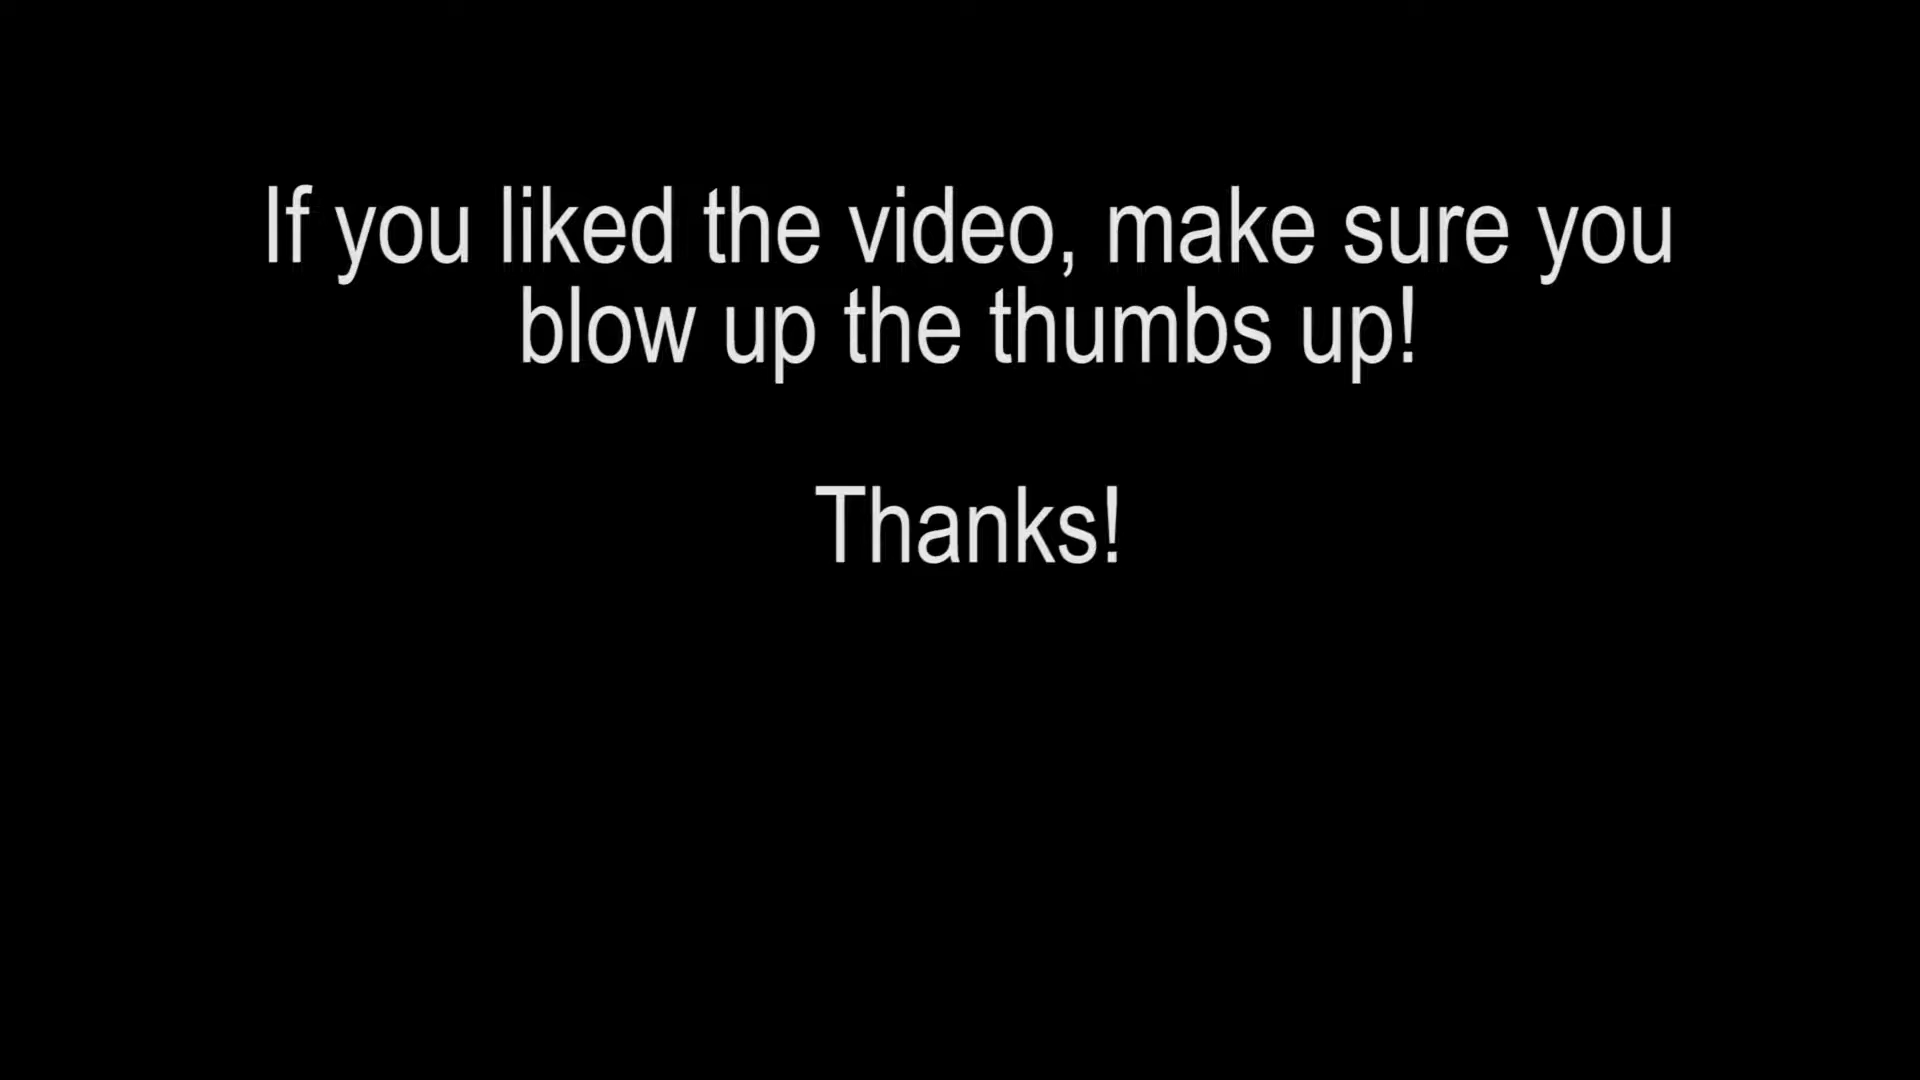 If you liked the video, make sure you
blow up the thumbs up!
Thanks!